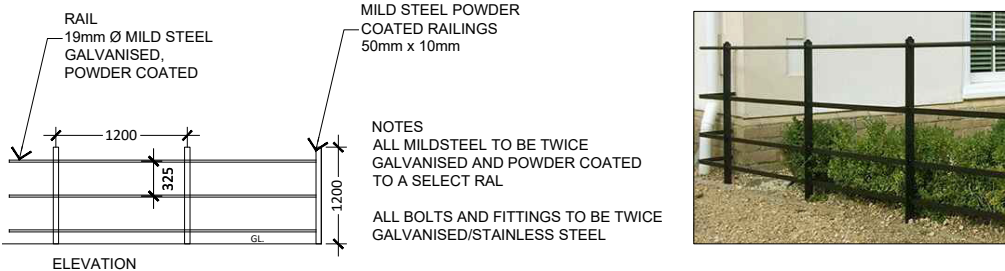 RAIL
19mm Ø MILD STEEL
GALVANISED,
POWDER COATED
MILD STEEL POWDER
COATED RAILINGS
50mm x 10mm
1200
325
1200
GL.
ELEVATION
NOTES
ALL MILDSTEEL TO BE TWICE
GALVANISED AND POWDER COATED
TO A SELECT RAL
ALL BOLTS AND FITTINGS TO BE TWICE
GALVANISED/STAINLESS STEEL